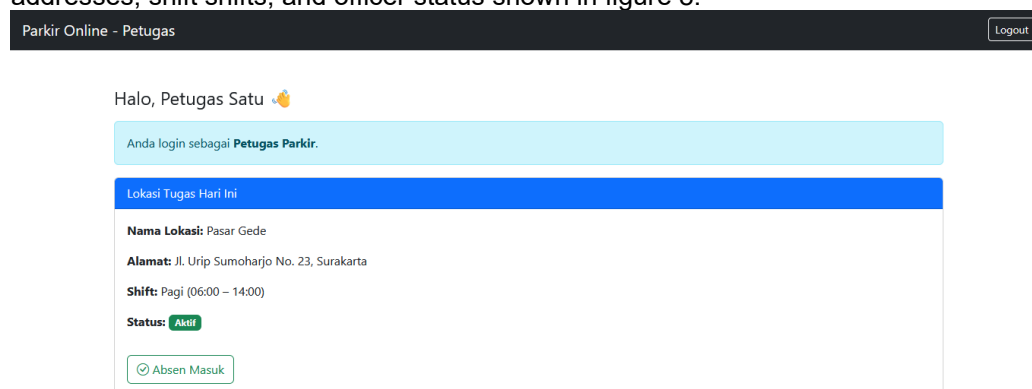 addresses, shift shifts, and officer status shown in figure 8.
Parkir Online - Petugas
Logout
Halo, Petugas Satu 👋
Anda login sebagai Petugas Parkir.
Lokasi Tugas Hari Ini
Nama Lokasi: Pasar Gede
Alamat: Jl. Urip Sumoharjo No. 23, Surakarta
Shift: Pagi (06:00 – 14:00)
Status: Aktif
Absen Masuk